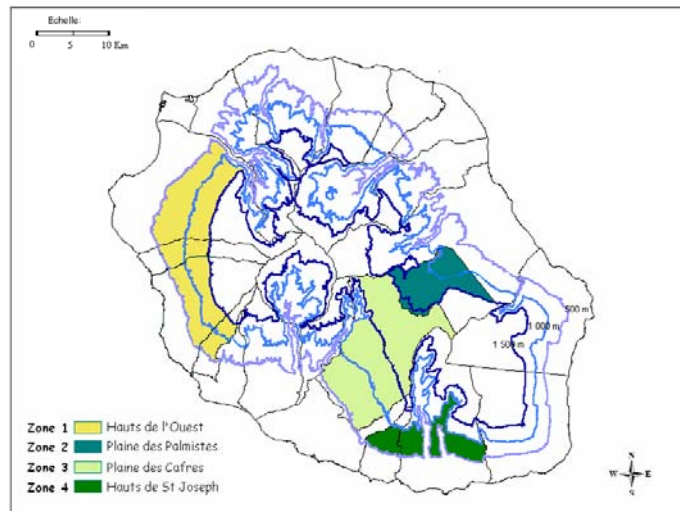 Echelle:
0 5 10 Km
500 m
1 000 m
1 500 m
Zone 1 Hauts de l'Ouest
Zone 2 Plaine des Palmistes
Zone 3 Plaine des Cafres
Zone 4 Hauts de St Joseph
N
W E
S